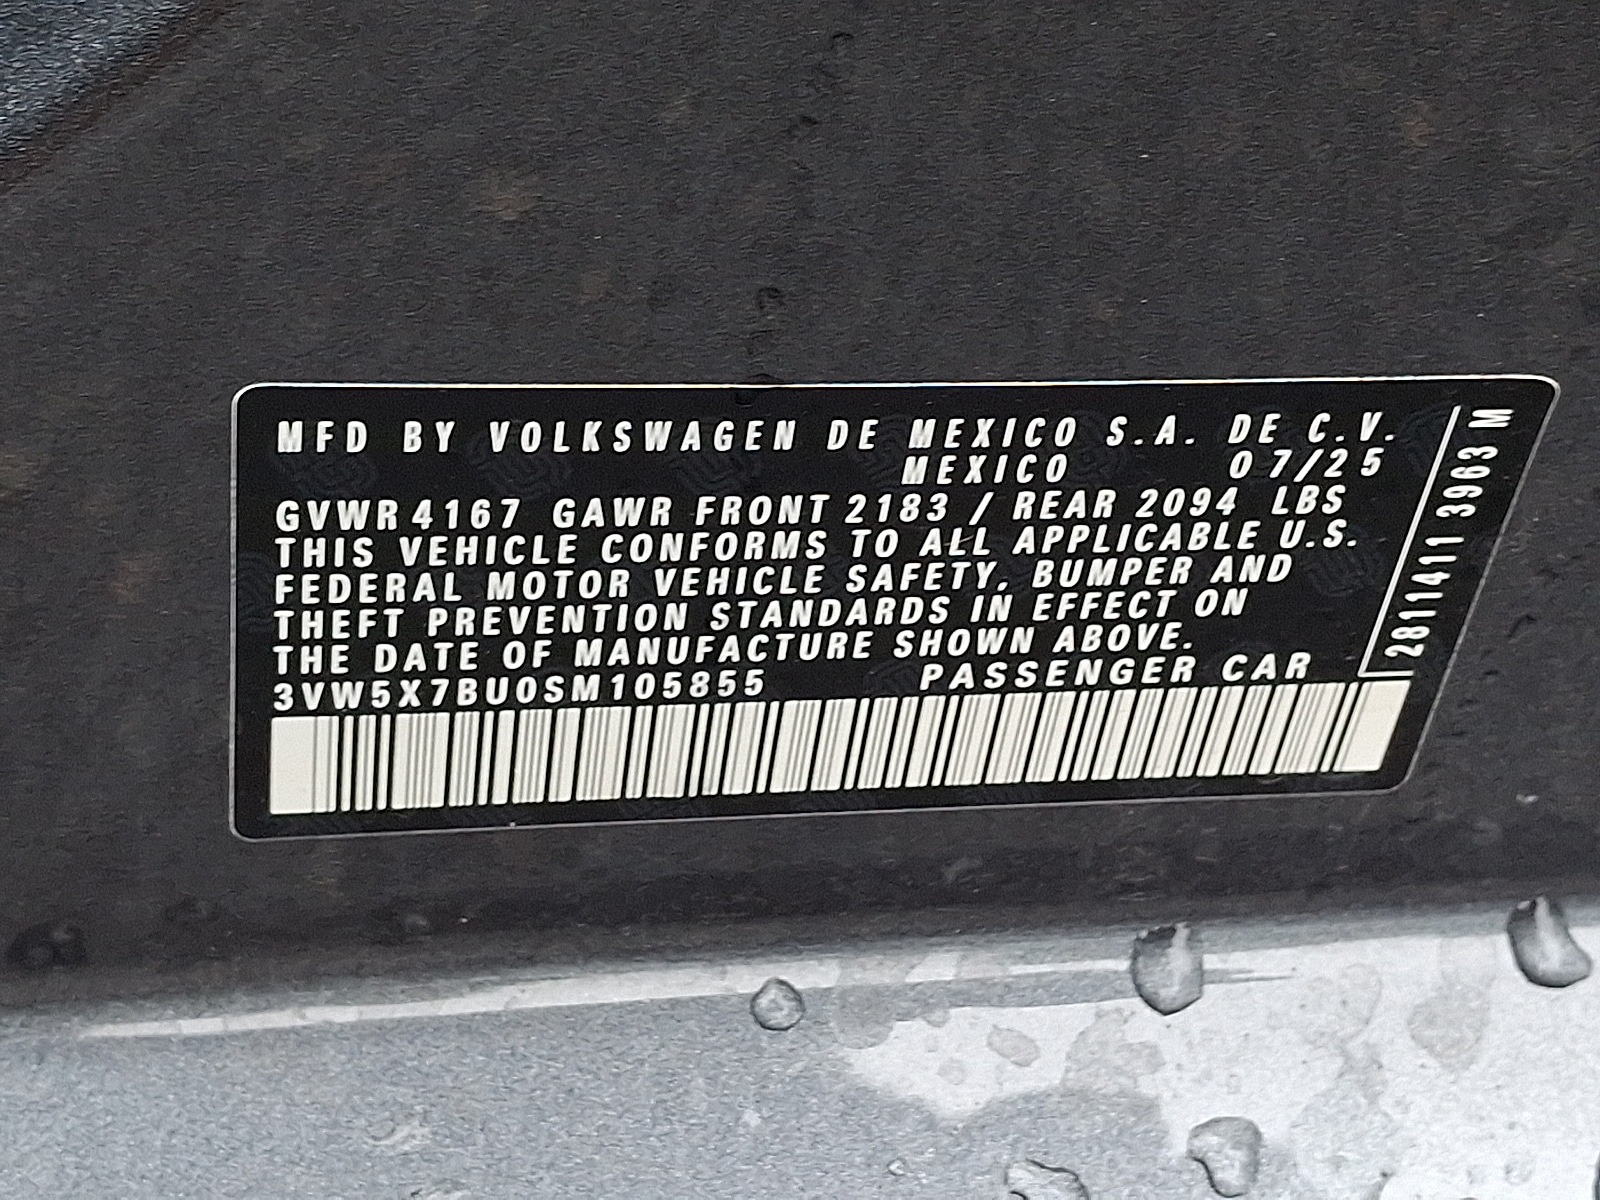 MFD BY VOLKSWAGEN DE MEXICO S.A. DE C.V.
MEXICO 07/25
GVWR 4167 GAWR FRONT 2183 / REAR 2094 LBS
THIS VEHICLE CONFORMS TO ALL APPLICABLE U.S.
FEDERAL MOTOR VEHICLE SAFETY, BUMPER AND
THEFT PREVENTION STANDARDS IN EFFECT ON
THE DATE OF MANUFACTURE SHOWN ABOVE.
3VW5X7BU0SM105855 PASSENGER CAR
2811411 3963 M